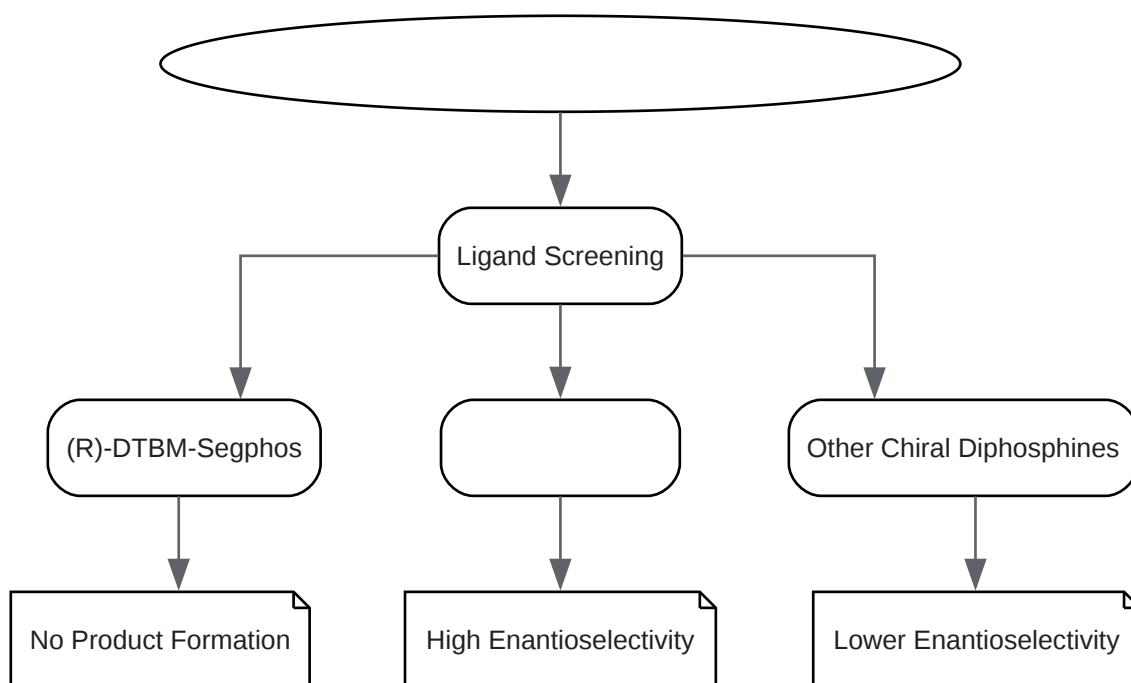 Ligand Screening
(R)-DTBM-Segphos
Other Chiral Diphosphines
No Product Formation
High Enantioselectivity
Lower Enantioselectivity